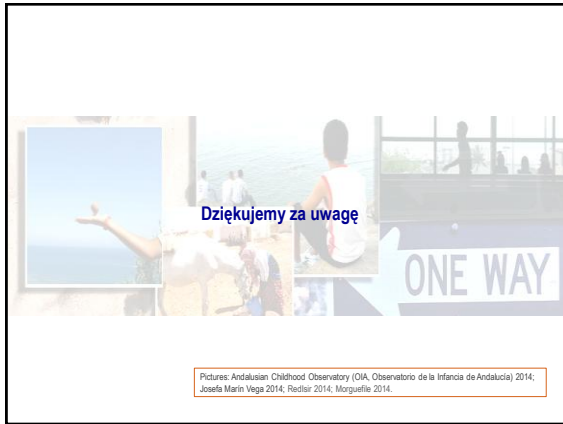 Dziękujemy za uwagę
ONE WAY
Pictures: Andalusian Childhood Observatory (OIA, Observatorio de la Infancia de Andalucía) 2014;
Josefa Marín Vega 2014; RedIsir 2014; Morguefile 2014.